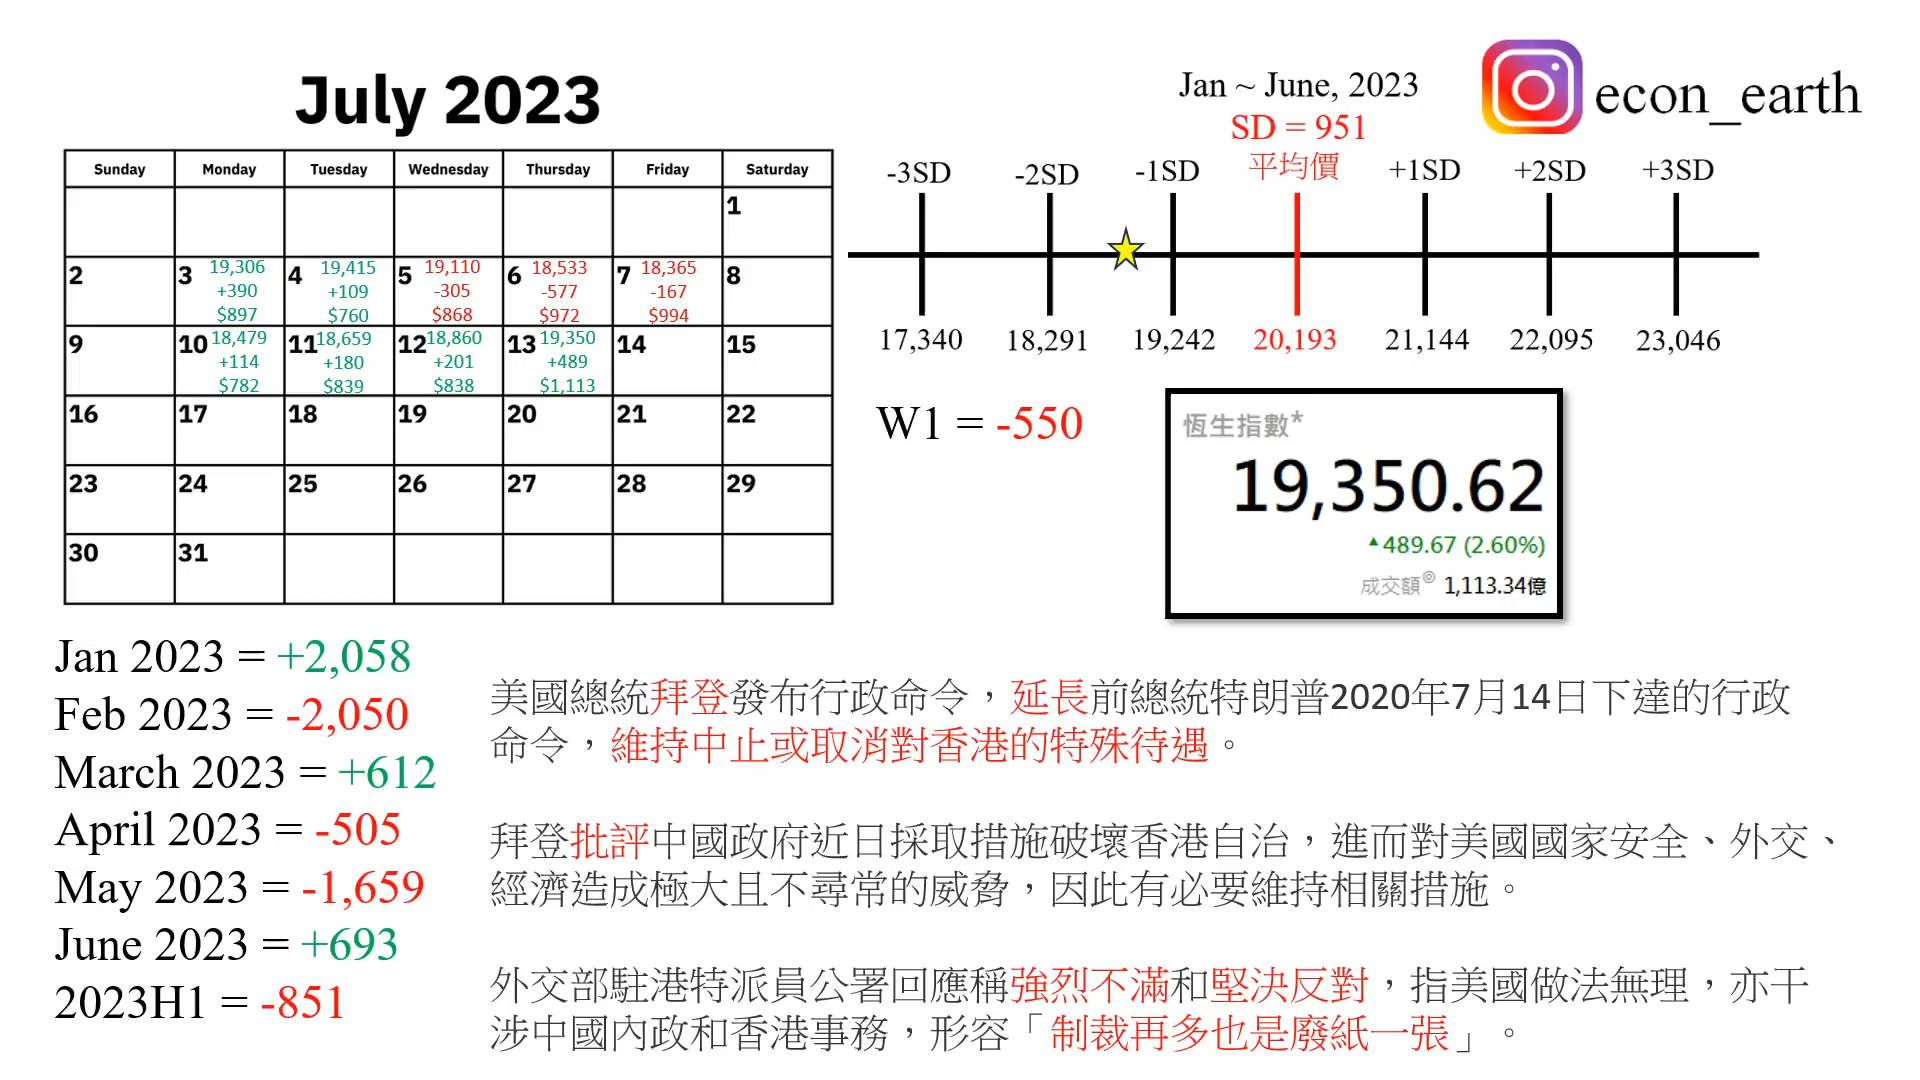 July 2023
Sunday Monday Tuesday Wednesday Thursday Friday Saturday
1
2 3 4 5 6 7 8
19,306 19,415 19,110 18,533 18,365
+390 +109 -305 -577 -167
$897 $760 $868 $972 $994
9 10 11 12 13 14 15
18,479 18,659 18,860 19,350
+114 +180 +201 +489
$782 $839 $838 $1,113
16 17 18 19 20 21 22
23 24 25 26 27 28 29
30 31
Jan ~ June, 2023
SD = 951
平均價
-3SD -2SD -1SD +1SD +2SD +3SD
17,340 18,291 19,242 20,193 21,144 22,095 23,046
econ_earth
W1 = -550
恆生指數*
19,350.62
▲489.67 (2.60%)
成交額◎ 1,113.34億
Jan 2023 = +2,058
Feb 2023 = -2,050
March 2023 = +612
April 2023 = -505
May 2023 = -1,659
June 2023 = +693
2023H1 = -851
美國總統拜登發布行政命令，延長前總統特朗普2020年7月14日下達的行政
命令，維持中止或取消對香港的特殊待遇。
拜登批評中國政府近日採取措施破壞香港自治，進而對美國國家安全、外交、
經濟造成極大且不尋常的威脅，因此有必要維持相關措施。
外交部駐港特派員公署回應稱強烈不滿和堅決反對，指美國做法無理，亦干
涉中國內政和香港事務，形容「制裁再多也是廢紙一張」。